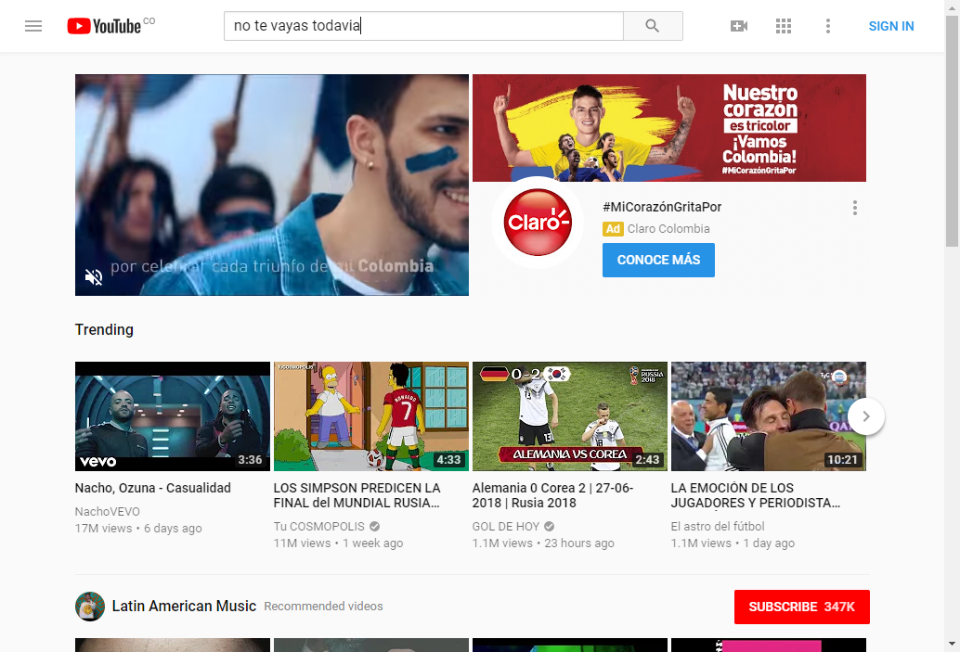 YouTube CO
no te vayas todavia
SIGN IN
por celebrar cada triunfo de mi Colombia
Nuestro
corazón
es tricolor
¡Vamos
Colombia!
#MiCorazónGritaPor
Claro
#MiCorazónGritaPor
Ad Claro Colombia
CONOCE MÁS
Trending
vevo
3:36
4:33
RONALDO
7
0 2
RUSSIA
2018
ALEMANIA VS COREA
2:43
10:21
Nacho, Ozuna - Casualidad
NachoVEVO
17M views • 6 days ago
LOS SIMPSON PREDICEN LA
FINAL del MUNDIAL RUSIA...
Tu COSMOPOLIS
11M views • 1 week ago
Alemania 0 Corea 2 | 27-06-
2018 | Rusia 2018
GOL DE HOY
1.1M views • 23 hours ago
LA EMOCIÓN DE LOS
JUGADORES Y PERIODISTA...
El astro del fútbol
1.1M views • 1 day ago
Latin American Music Recommended videos
SUBSCRIBE 347K